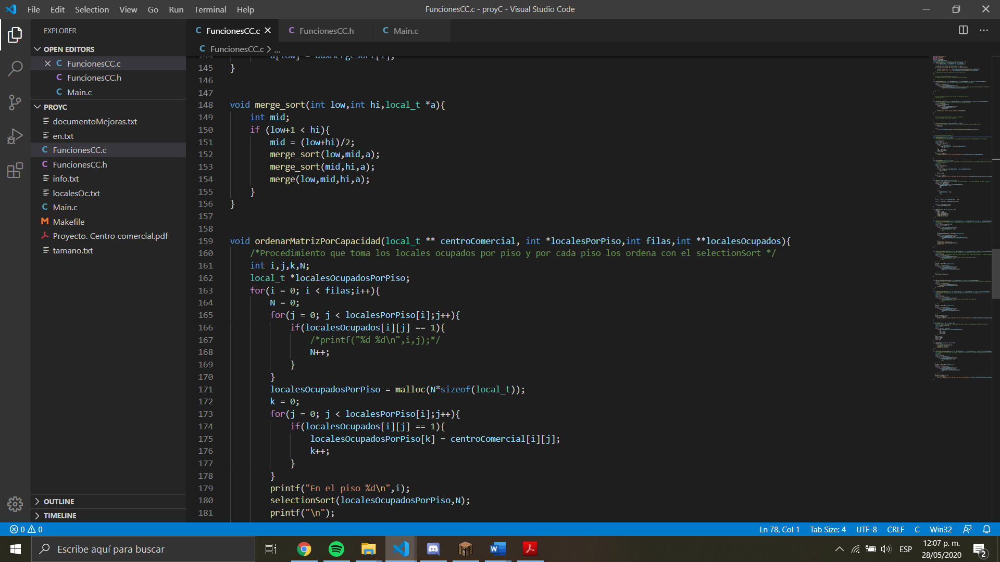 File Edit Selection View Go Run Terminal Help
FuncionesCC.c - proyC - Visual Studio Code
EXPLORER
OPEN EDITORS
FuncionesCC.c
FuncionesCC.h
Main.c
PROYC
documentoMejoras.txt
en.txt
FuncionesCC.c
FuncionesCC.h
info.txt
localesOc.txt
Main.c
Makefile
Proyecto. Centro comercial.pdf
tamano.txt
OUTLINE
TIMELINE
C FuncionesCC.c
C FuncionesCC.h
C Main.c
C FuncionesCC.c > ...
144 a[low] = auxMergeSort[i];
145 }
146
147
148 void merge_sort(int low,int hi,local_t *a){
149 int mid;
150 if (low+1 < hi){
151 mid = (low+hi)/2;
152 merge_sort(low,mid,a);
153 merge_sort(mid,hi,a);
154 merge(low,mid,hi,a);
155 }
156 }
157
158
159 void ordenarMatrizPorCapacidad(local_t ** centroComercial, int *localesPorPiso,int filas,int **localesOcupados){
160 /*Procedimiento que toma los locales ocupados por piso y por cada piso los ordena con el selectionSort */
161 int i,j,k,N;
162 local_t *localesOcupadosPorPiso;
163 for(i = 0; i < filas;i++){
164 N = 0;
165 for(j = 0; j < localesPorPiso[i];j++){
166 if(localesOcupados[i][j] == 1){
167 /*printf("%d %d\n",i,j);*/
168 N++;
169 }
170 }
171 localesOcupadosPorPiso = malloc(N*sizeof(local_t));
172 k = 0;
173 for(j = 0; j < localesPorPiso[i];j++){
174 if(localesOcupados[i][j] == 1){
175 localesOcupadosPorPiso[k] = centroComercial[i][j];
176 k++;
177 }
178 }
179 printf("En el piso %d\n",i);
180 selectionSort(localesOcupadosPorPiso,N);
181 printf("\n");
0 0
Ln 78, Col 1 Tab Size: 4 UTF-8 CRLF C Win32
Escribe aquí para buscar
ESP
12:07 p. m.
28/05/2020
2